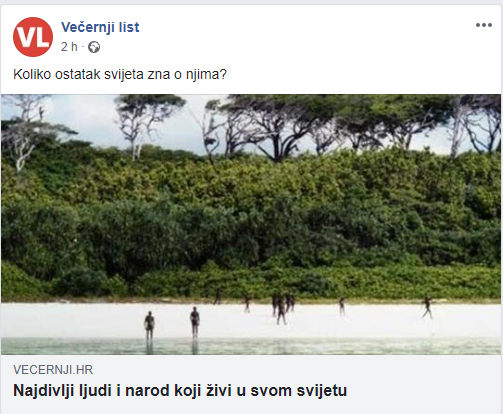 VL
Večernji list
2 h ·
Koliko ostatak svijeta zna o njima?
VECERNJI.HR
Najdivlji ljudi i narod koji živi u svom svijetu